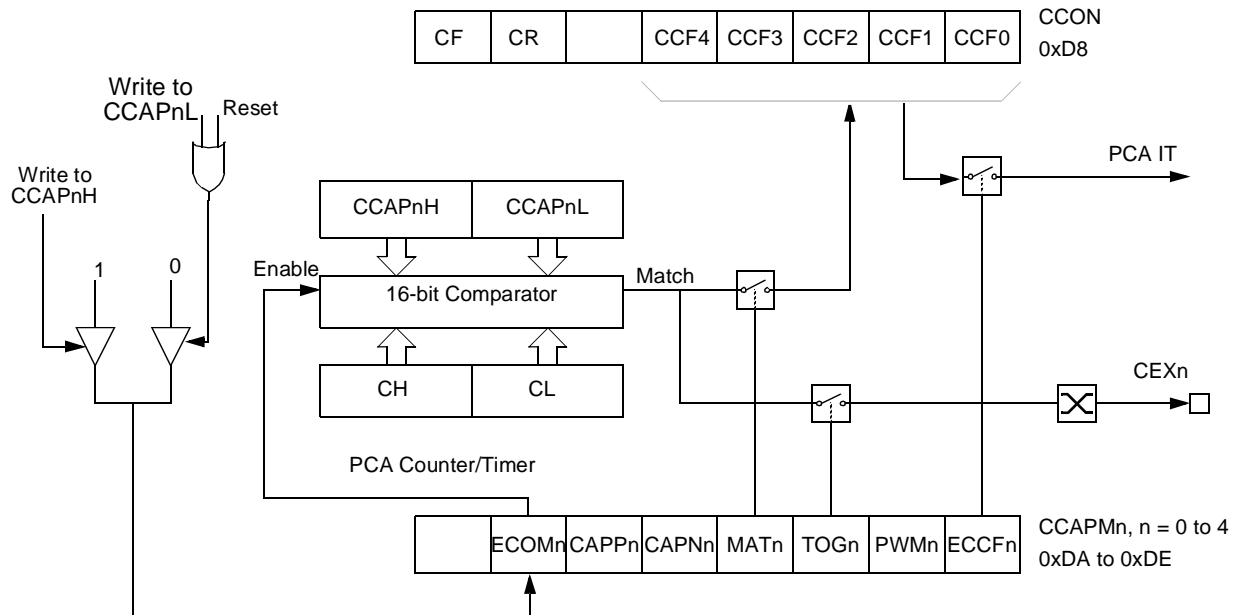 CCON
CF CR CCF4 CCF3 CCF2 CCF1 CCF0
0xD8
Write to
CCAPnL
Reset
Write to
CCAPnH
PCA IT
CCAPnH CCAPnL
1
0
Enable
16-bit Comparator
Match
CH CL
CEXn
PCA Counter/Timer
ECOMn CAPPn CAPNn MATn TOGn PWMn ECCFn
CCAPMn, n = 0 to 4
0xDA to 0xDE